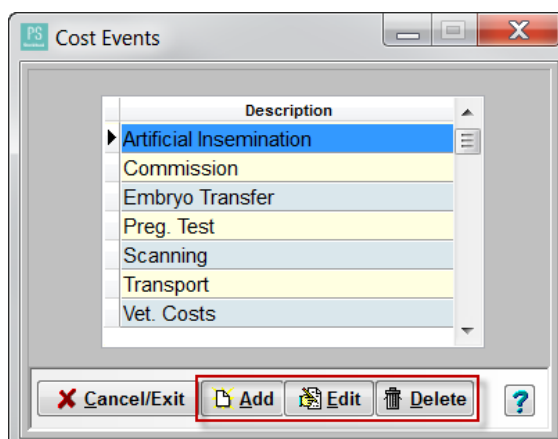 PS
Cost Events
X
Description
Artificial Insemination
Commission
Embryo Transfer
Preg. Test
Scanning
Transport
Vet. Costs
Cancel/Exit Add Edit Delete ?